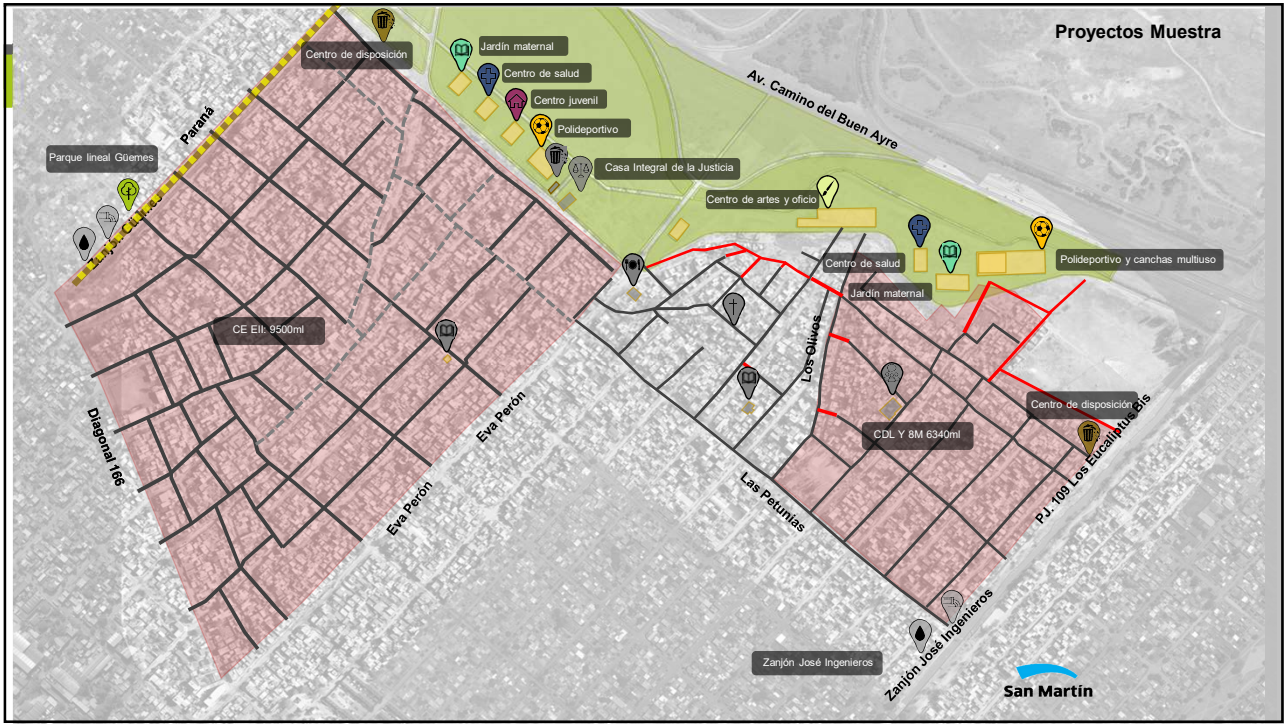 Proyectos Muestra
Centro de disposición
Jardín maternal
Centro de salud
Centro juvenil
Polideportivo
Casa Integral de la Justicia
Av. Camino del Buen Ayre
Paraná
Parque lineal Güemes
Centro de artes y oficio
Centro de salud
Jardín maternal
Polideportivo y canchas multiuso
CE EII: 9500ml
Los Olivos
Diagonal 166
Eva Perón
Eva Perón
Centro de disposición
CDL Y 8M 6340ml
Las Petunias
PJ. 109 Los Eucaliptus Bis
Zanjón José Ingenieros
Zanjón José Ingenieros
San Martín